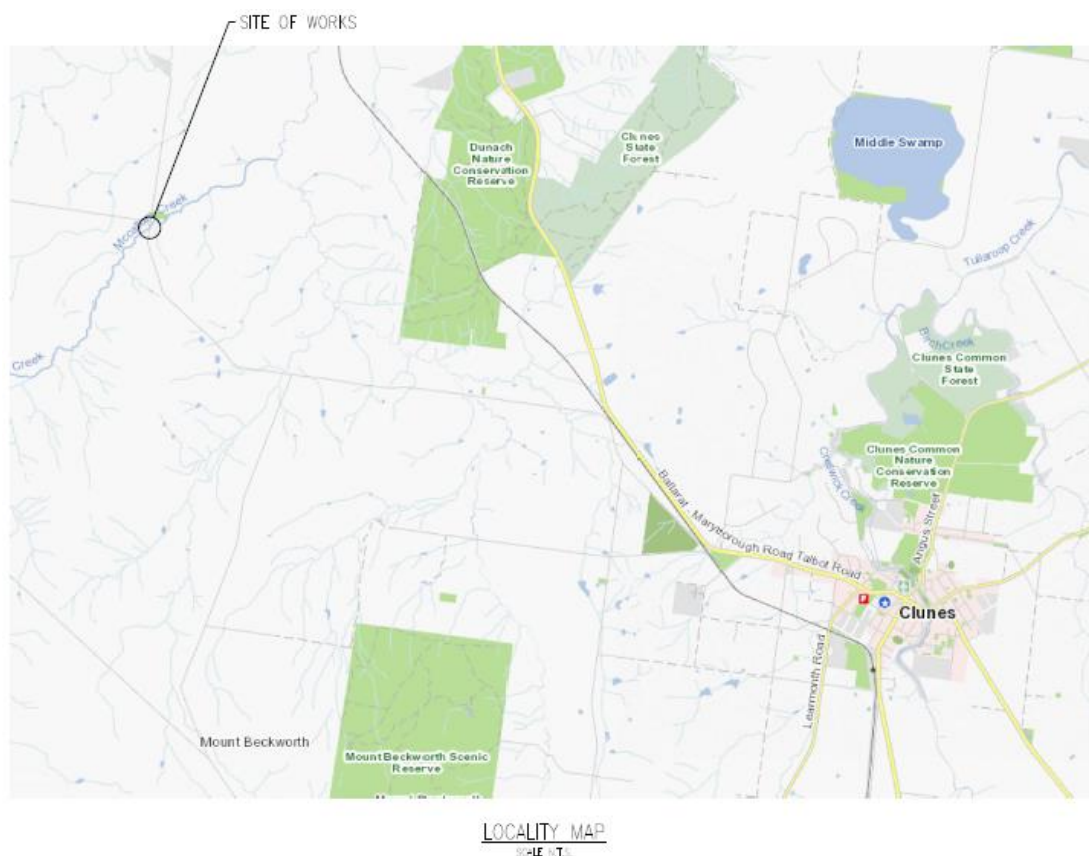 SITE OF WORKS
Dunach
Nature
Conservation
Reserve
Clunes
State
Forest
Middle Swamp
Tullaroop Creek
Creek
Creek
Birch Creek
Clunes Common
State
Forest
Clunes Common
Nature
Conservation
Reserve
Creswick Creek
Angus Street
Ballarat - Maryborough Road Talbot Road
P
Clunes
Learmonth Road
Mount Beckworth
Mount Beckworth Scenic
Reserve
LOCALITY MAP
SCALE N.T.S.